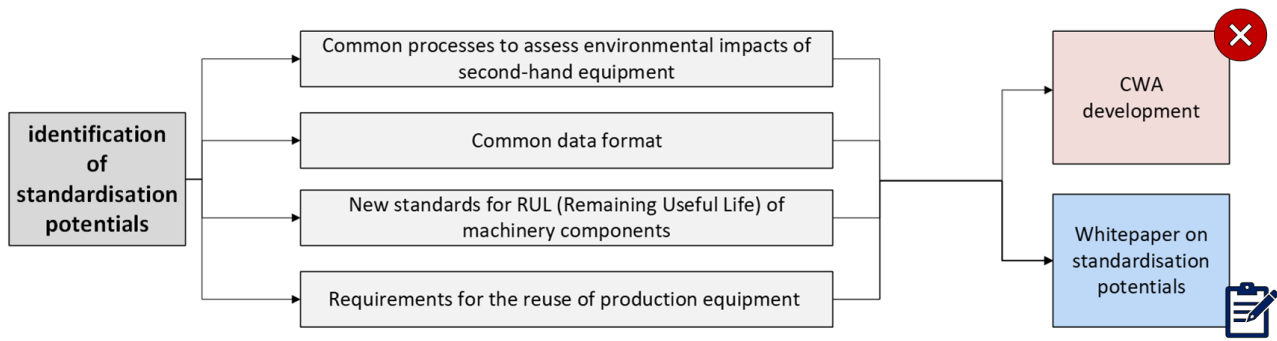 identification
of
standardisation
potentials
Common processes to assess environmental impacts of
second-hand equipment
Common data format
New standards for RUL (Remaining Useful Life) of
machinery components
Requirements for the reuse of production equipment
CWA
development
Whitepaper on
standardisation
potentials